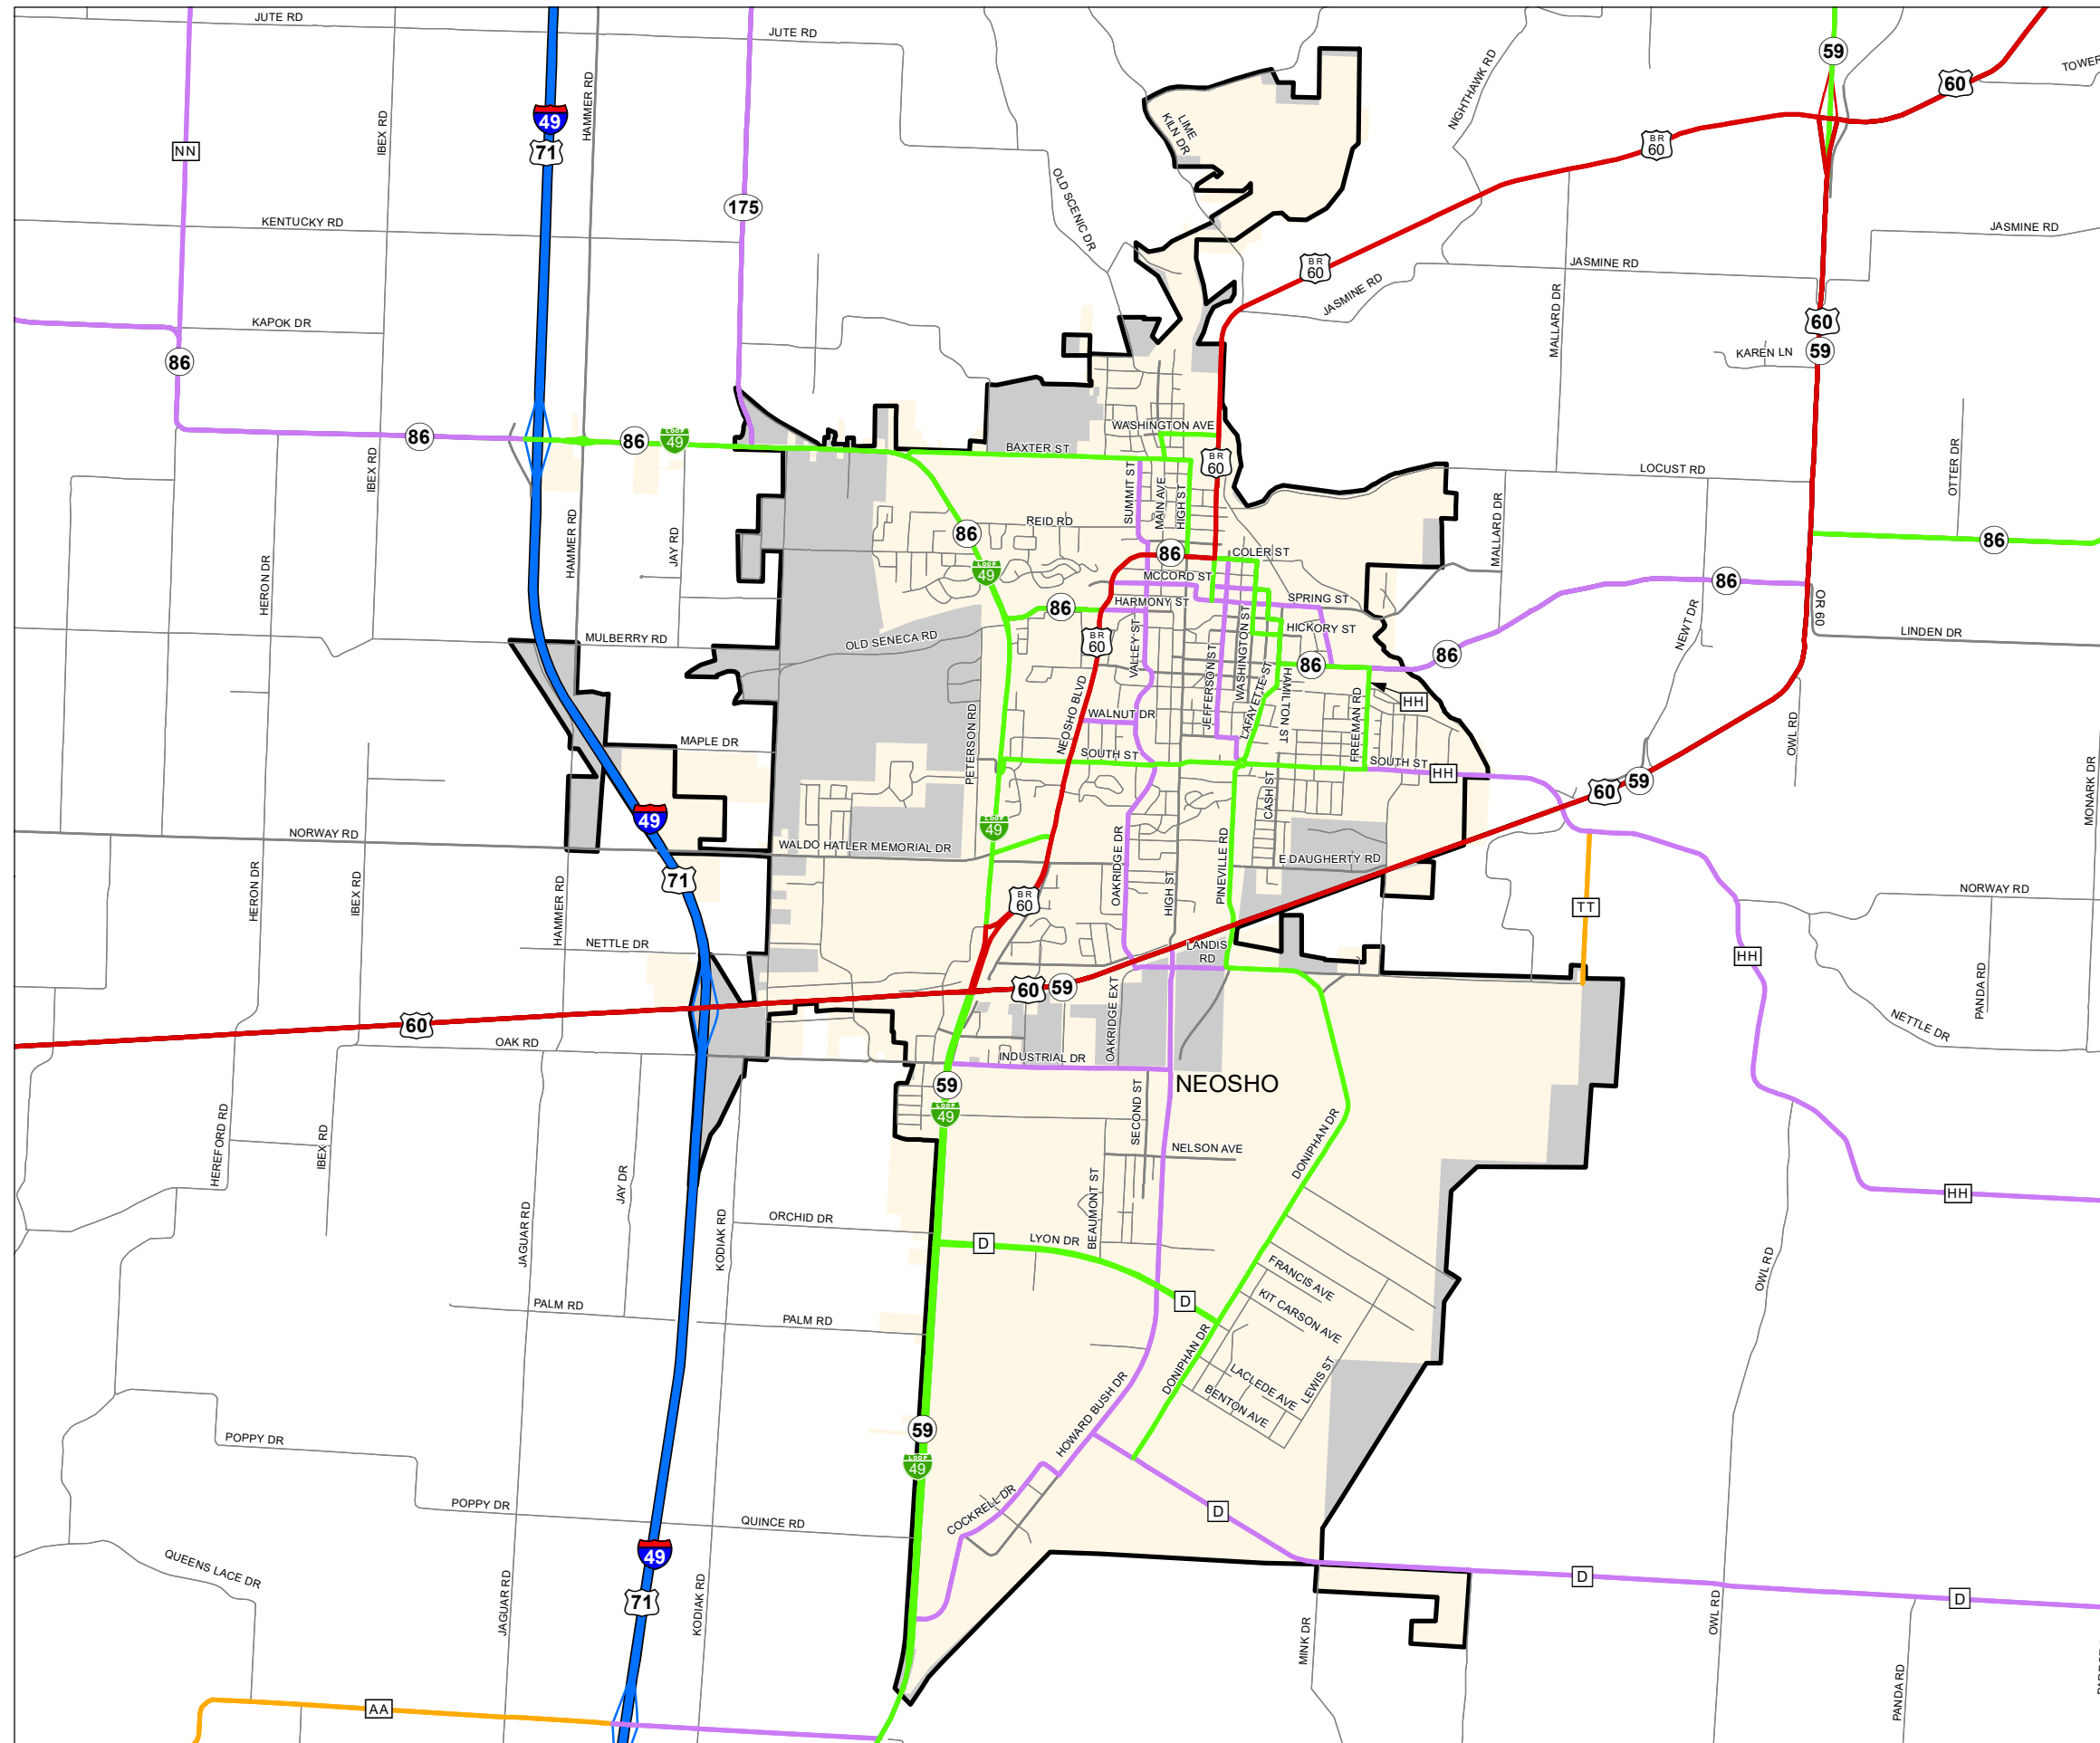 JUTE RD
JUTE RD
59
60
TOWER
HAMMER RD
NIGHTHAWK RD
49
71
IBEX RD
NN
LIME
KILN DR
BR
60
175
OLD SCENIC DR
KENTUCKY RD
JASMINE RD
JASMINE RD
BR
60
JASMINE RD
MALLARD DR
KAPOK DR
60
59
KAREN LN
86
86
86
LOOP
49
WASHINGTON AVE
BAXTER ST
BR
60
LOCUST RD
OTTER DR
IBEX RD
SUMMIT ST
MAIN AVE
HIGH ST
MALLARD DR
HAMMER RD
JAY RD
REID RD
86
86
86
COLER ST
LOOP
49
MCCORD ST
86
HERON DR
HARMONY ST
86
SPRING ST
OR 60
MULBERRY RD
OLD SENECA RD
BR
60
VALLEY ST
WASHINGTON ST
HICKORY ST
NEWT DR
LINDEN DR
86
86
JEFFERSON ST
LAFAYETTE ST
HAMILTON ST
FREEMAN RD
HH
NEOSHO BLVD
WALNUT DR
PETERSON RD
MAPLE DR
SOUTH ST
SOUTH ST
HH
OWL RD
60
59
MONARK DR
CASH ST
49
LOOP
49
NORWAY RD
WALDO HATLER MEMORIAL DR
OAKRIDGE DR
PINEVILLE RD
E DAUGHERTY RD
HERON DR
IBEX RD
HAMMER RD
71
BR
60
HIGH ST
TT
NORWAY RD
NETTLE DR
LANDIS
RD
HH
PANDA RD
60
59
60
OAKRIDGE EXT
NETTLE DR
OAK RD
INDUSTRIAL DR
59
NEOSHO
LOOP
49
HEREFORD RD
IBEX RD
SECOND ST
DONIPHAN DR
NELSON AVE
JAY DR
BEAUMONT ST
HH
JAGUAR RD
KODIAK RD
ORCHID DR
D
LYON DR
FRANCIS AVE
OWL RD
D
KIT CARSON AVE
PALM RD
PALM RD
DONIPHAN DR
LACLEDE AVE
LEWIS ST
BENTON AVE
HOWARD BUSH DR
59
POPPY DR
LOOP
49
POPPY DR
COCKRELL DR
D
QUINCE RD
49
QUEENS LACE DR
D
71
JAGUAR RD
KODIAK RD
OWL RD
D
MINK DR
PANDA RD
AA